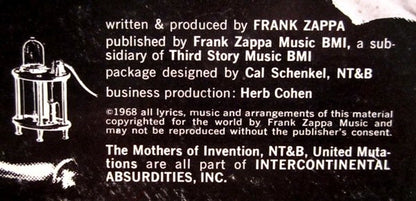 written & produced by FRANK ZAPPA
published by Frank Zappa Music BMI, a sub-
sidiary of Third Story Music BMI
package designed by Cal Schenkel, NT&B
business production: Herb Cohen
©1968 all lyrics, music and arrangements of this material
copyrighted for the world by Frank Zappa Music and
may not be reproduced without the publisher's consent.
The Mothers of Invention, NT&B, United Muta-
tions are all part of INTERCONTINENTAL
ABSURDITIES, INC.